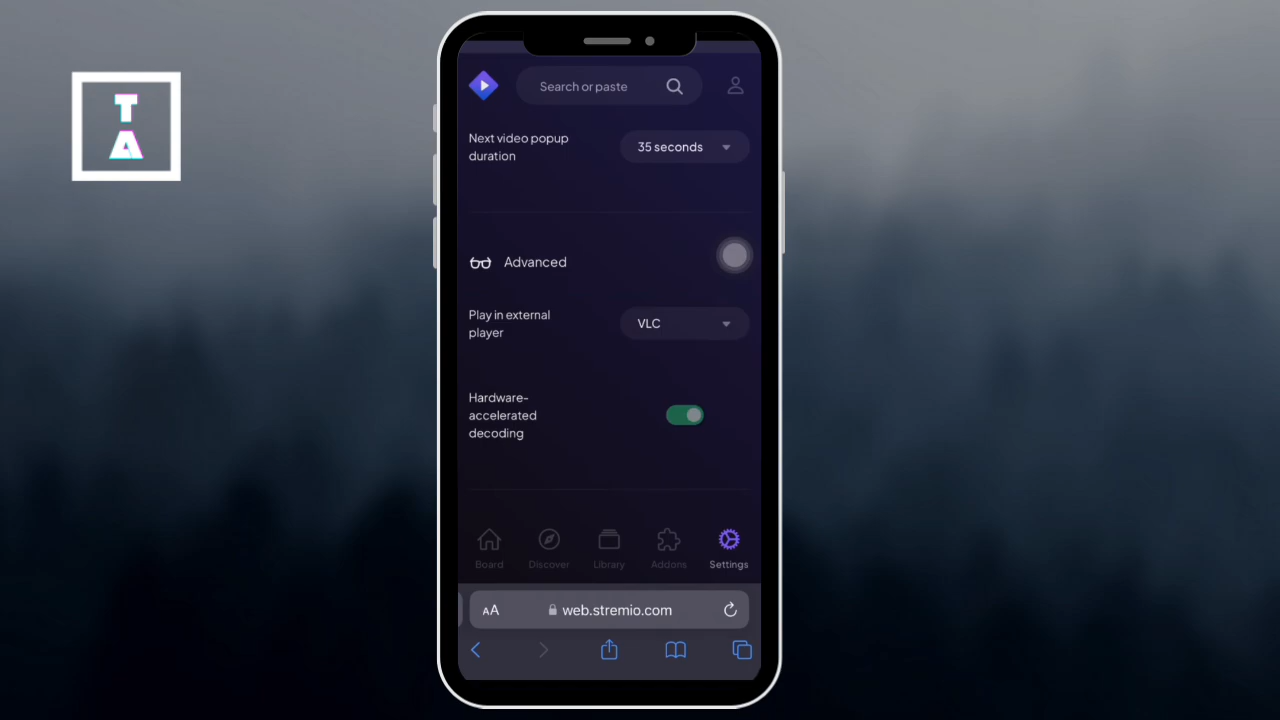 T
A
Search or paste
Next video popup
duration
35 seconds
Advanced
Play in external
player
VLC
Hardware-
accelerated
decoding
Board
Discover
Library
Addons
Settings
AA
web.stremio.com